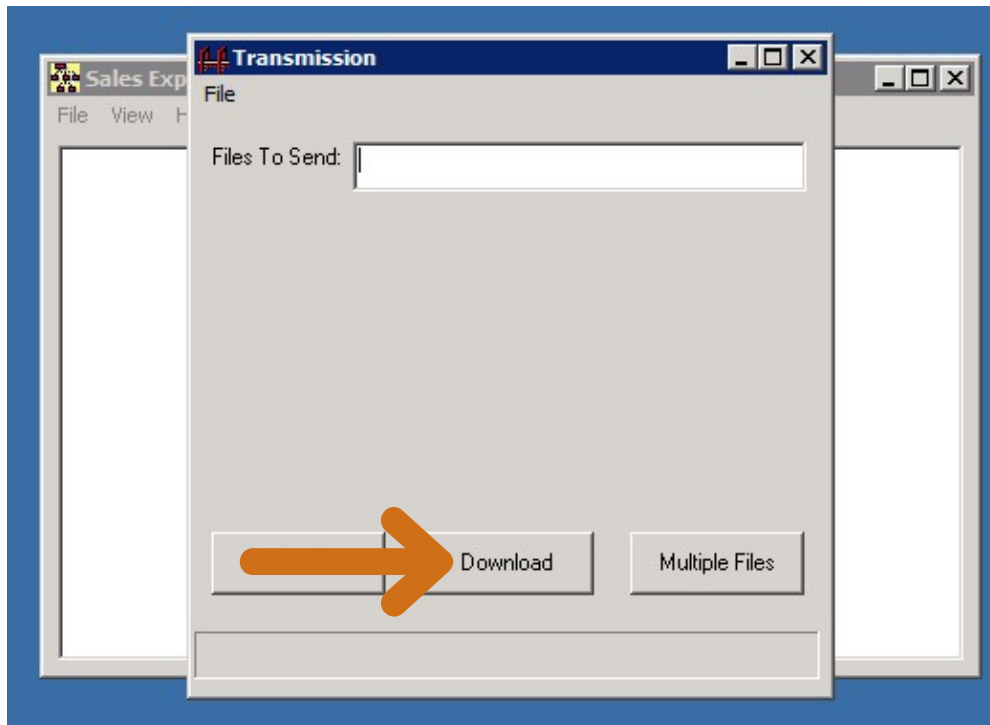 Transmission
Sales Exp
File
File View H
Files To Send:
Download
Multiple Files